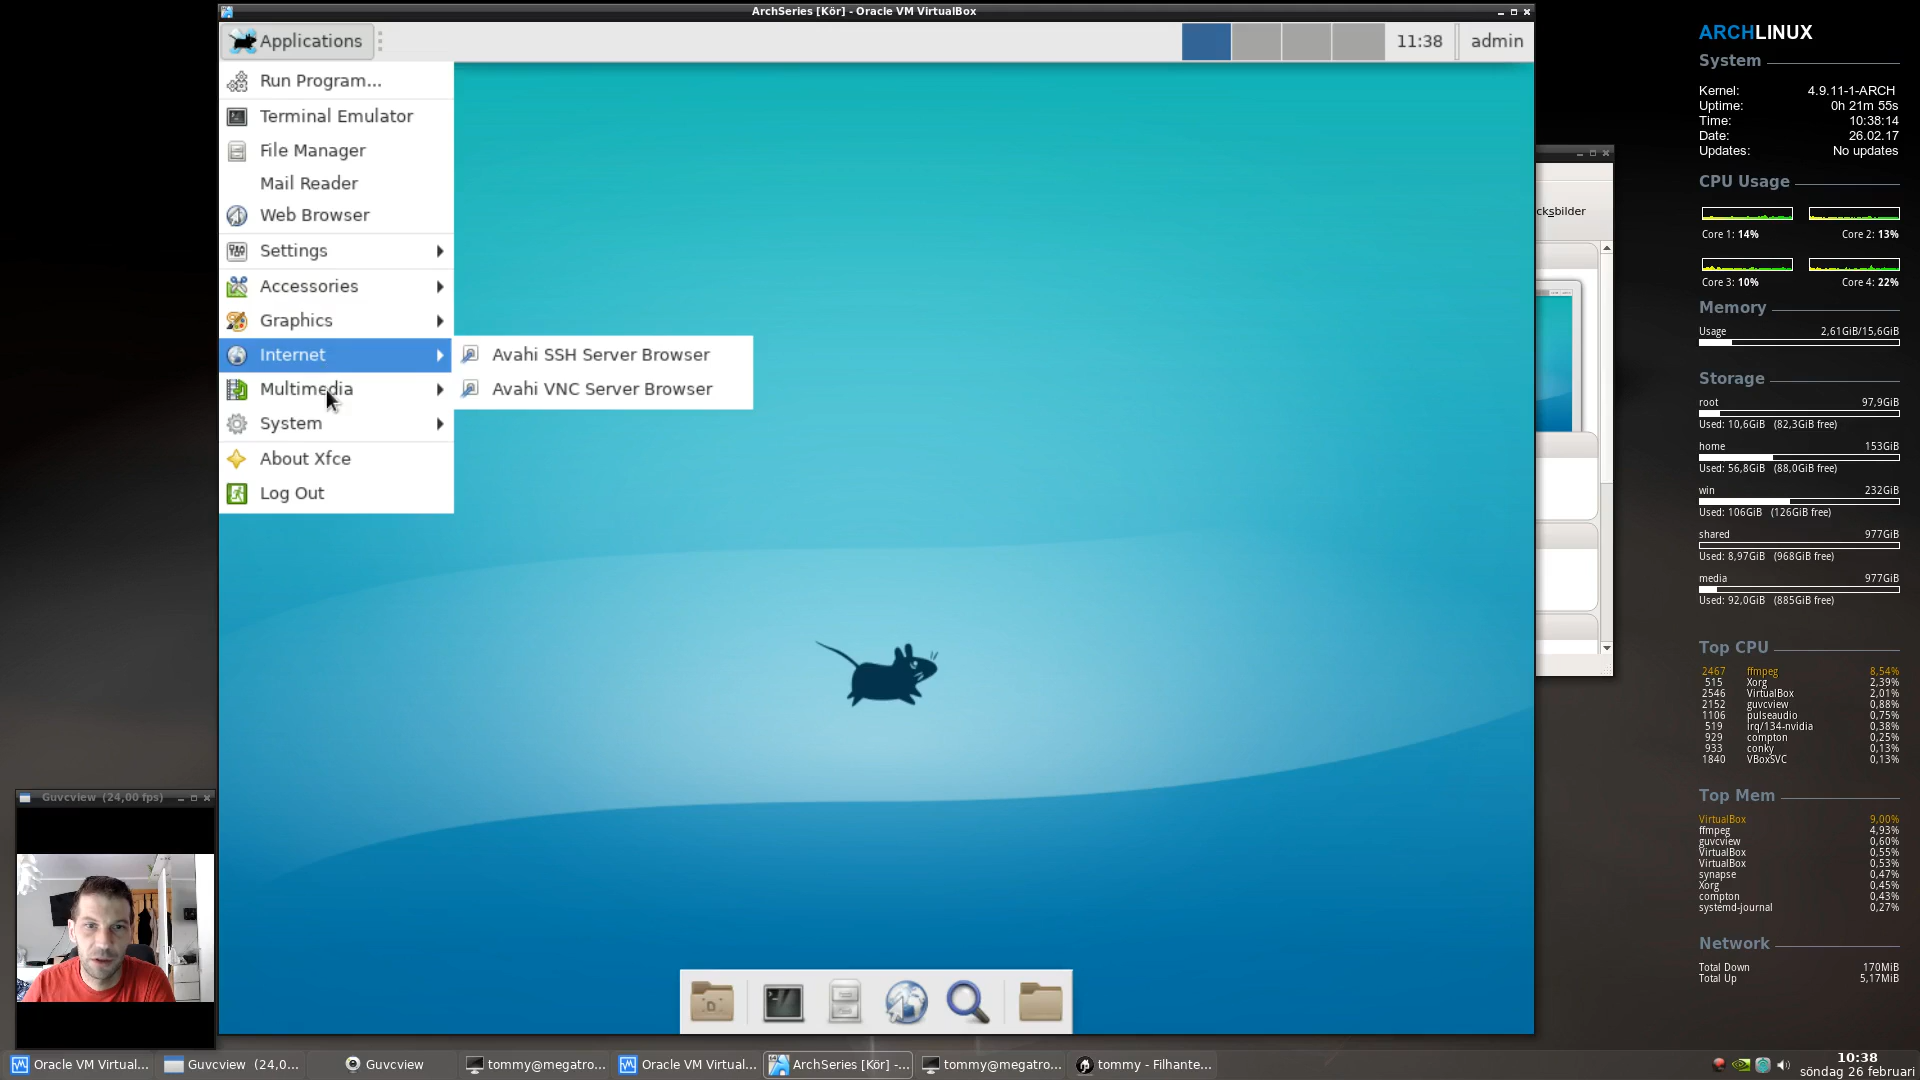 ArchSeries [Kör] - Oracle VM VirtualBox
Applications
11:38
admin
Run Program...
Terminal Emulator
File Manager
Mail Reader
Web Browser
Settings
Accessories
Graphics
Internet
Multimedia
System
About Xfce
Log Out
Avahi SSH Server Browser
Avahi VNC Server Browser
cksbilder
ARCHLINUX
System
Kernel: 4.9.11-1-ARCH
Uptime: 0h 21m 55s
Time: 10:38:14
Date: 26.02.17
Updates: No updates
CPU Usage
Core 1: 14% Core 2: 13%
Core 3: 10% Core 4: 22%
Memory
Usage 2,61GiB/15,6GiB
Storage
root 97,9GiB
Used: 10,6GiB (82,3GiB free)
home 153GiB
Used: 56,8GiB (88,0GiB free)
win 232GiB
Used: 106GiB (126GiB free)
shared 977GiB
Used: 8,97GiB (968GiB free)
media 977GiB
Used: 92,0GiB (885GiB free)
Top CPU
2467 ffmpeg 8,54%
515 Xorg 2,39%
2546 VirtualBox 2,01%
2152 guvcview 0,88%
1106 pulseaudio 0,75%
519 irq/134-nvidia 0,38%
929 compton 0,25%
933 conky 0,13%
1840 VBoxSVC 0,13%
Top Mem
VirtualBox 9,00%
ffmpeg 4,93%
guvcview 0,60%
VirtualBox 0,55%
VirtualBox 0,53%
synapse 0,47%
Xorg 0,45%
compton 0,43%
systemd-journal 0,27%
Network
Total Down 170MiB
Total Up 5,17MiB
Guvcview (24,00 fps)
D
Oracle VM Virtual...
Guvcview (24,0...
Guvcview
tommy@megatro...
Oracle VM Virtual...
ArchSeries [Kör] -...
tommy@megatro...
tommy - Filhante...
10:38
söndag 26 februari